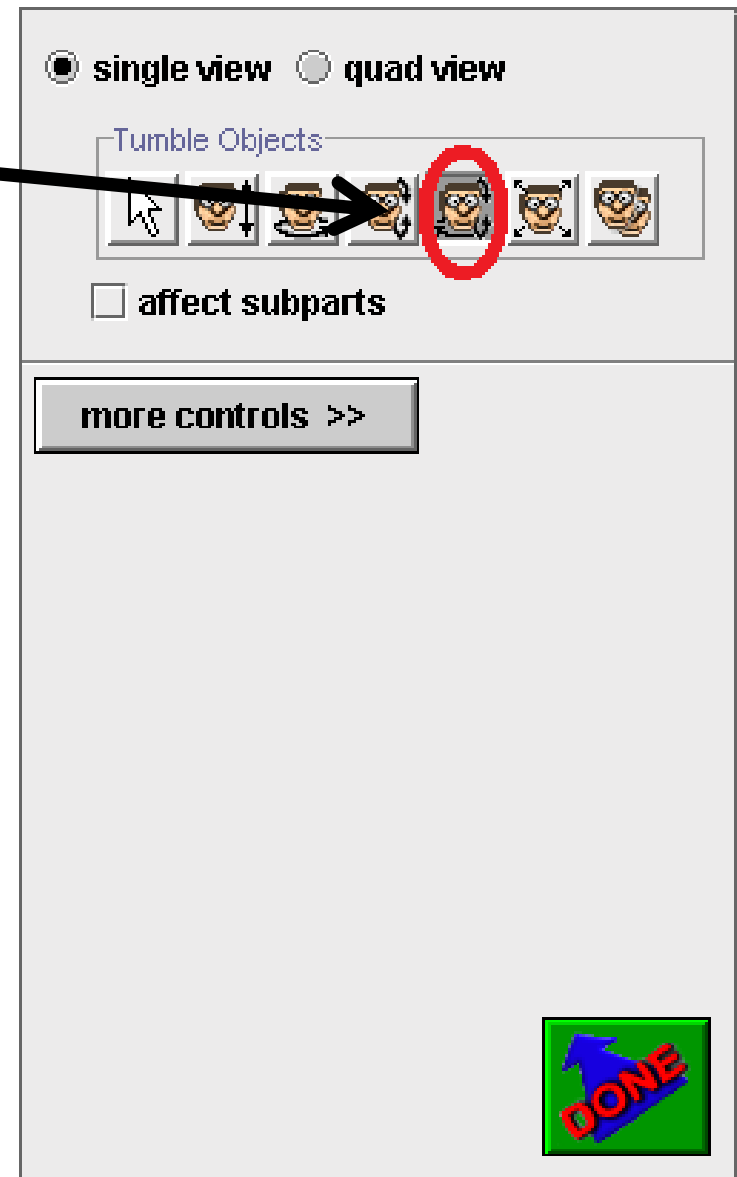 single view quad view
Tumble Objects
affect subparts
more controls >>
DONE